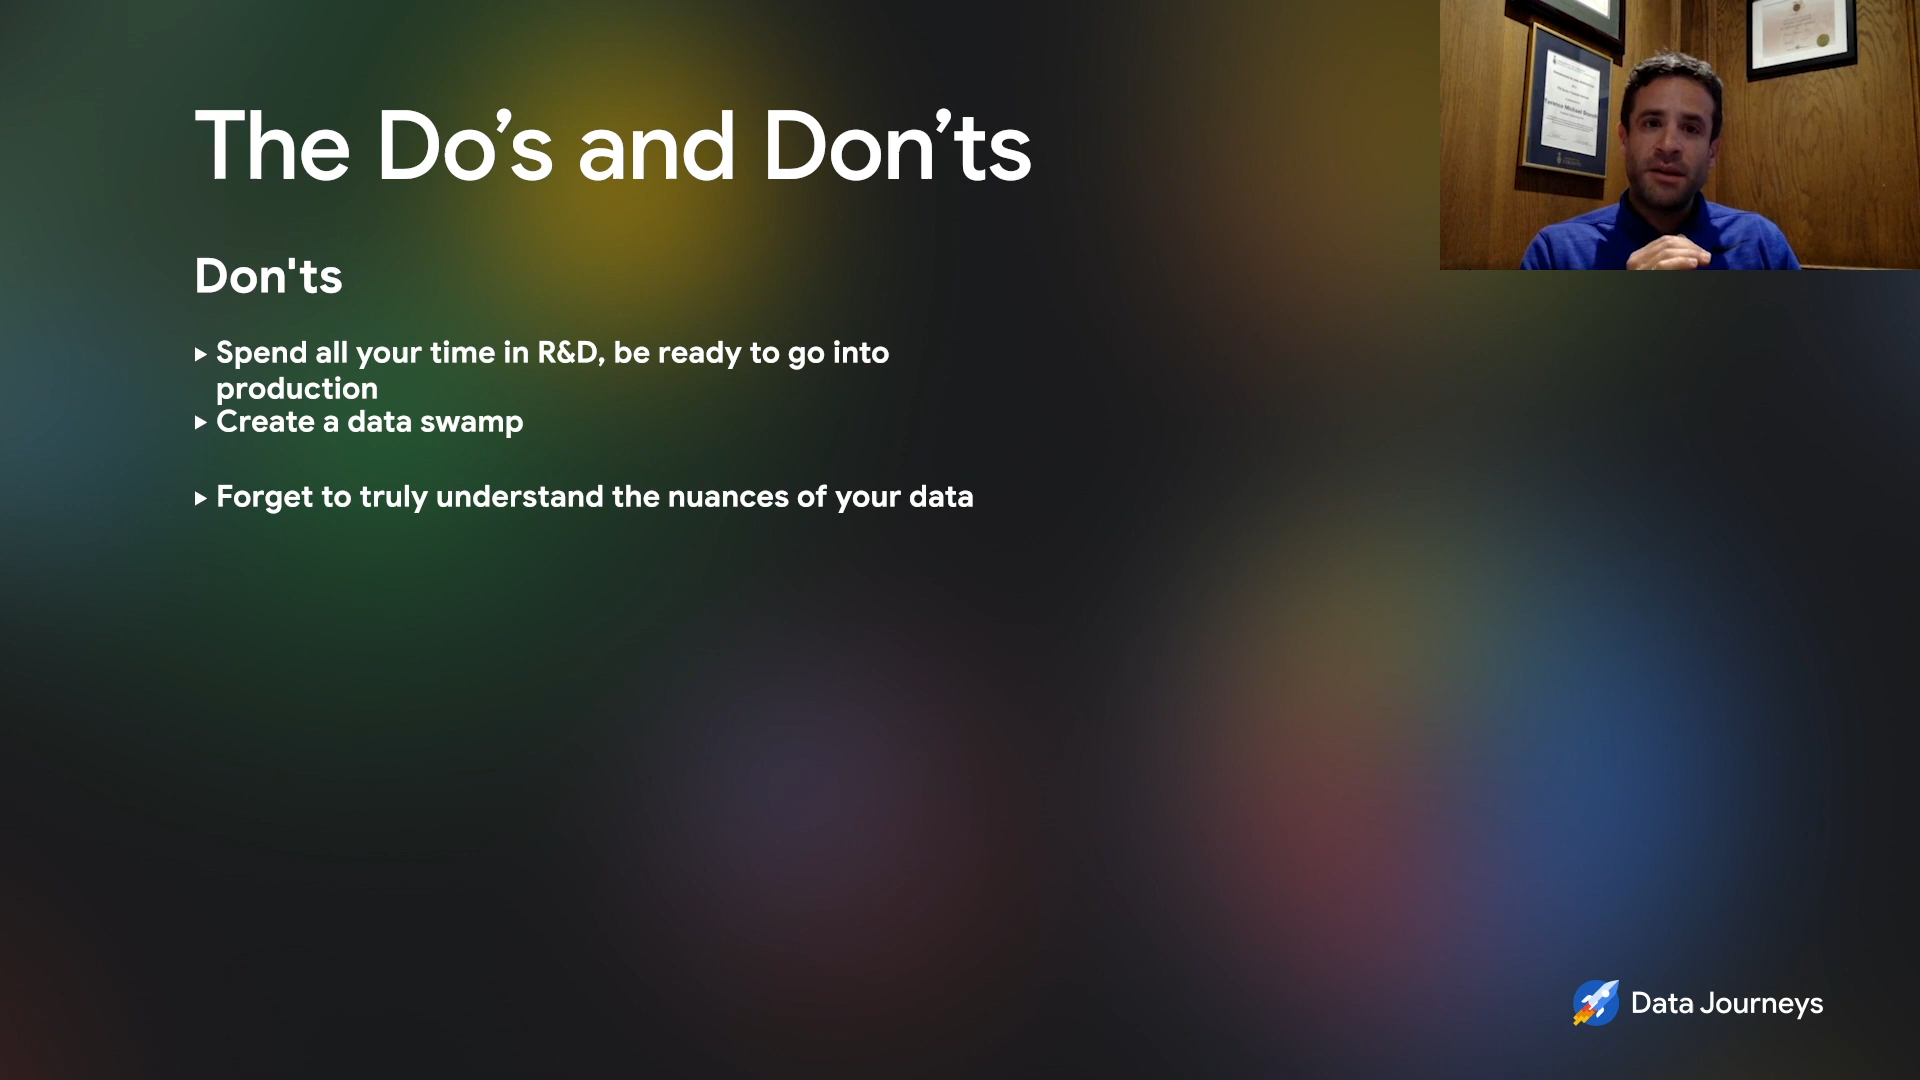 The Do’s and Don’ts
Don'ts
▸ Spend all your time in R&D, be ready to go into
production
▸ Create a data swamp
▸ Forget to truly understand the nuances of your data
Data Journeys